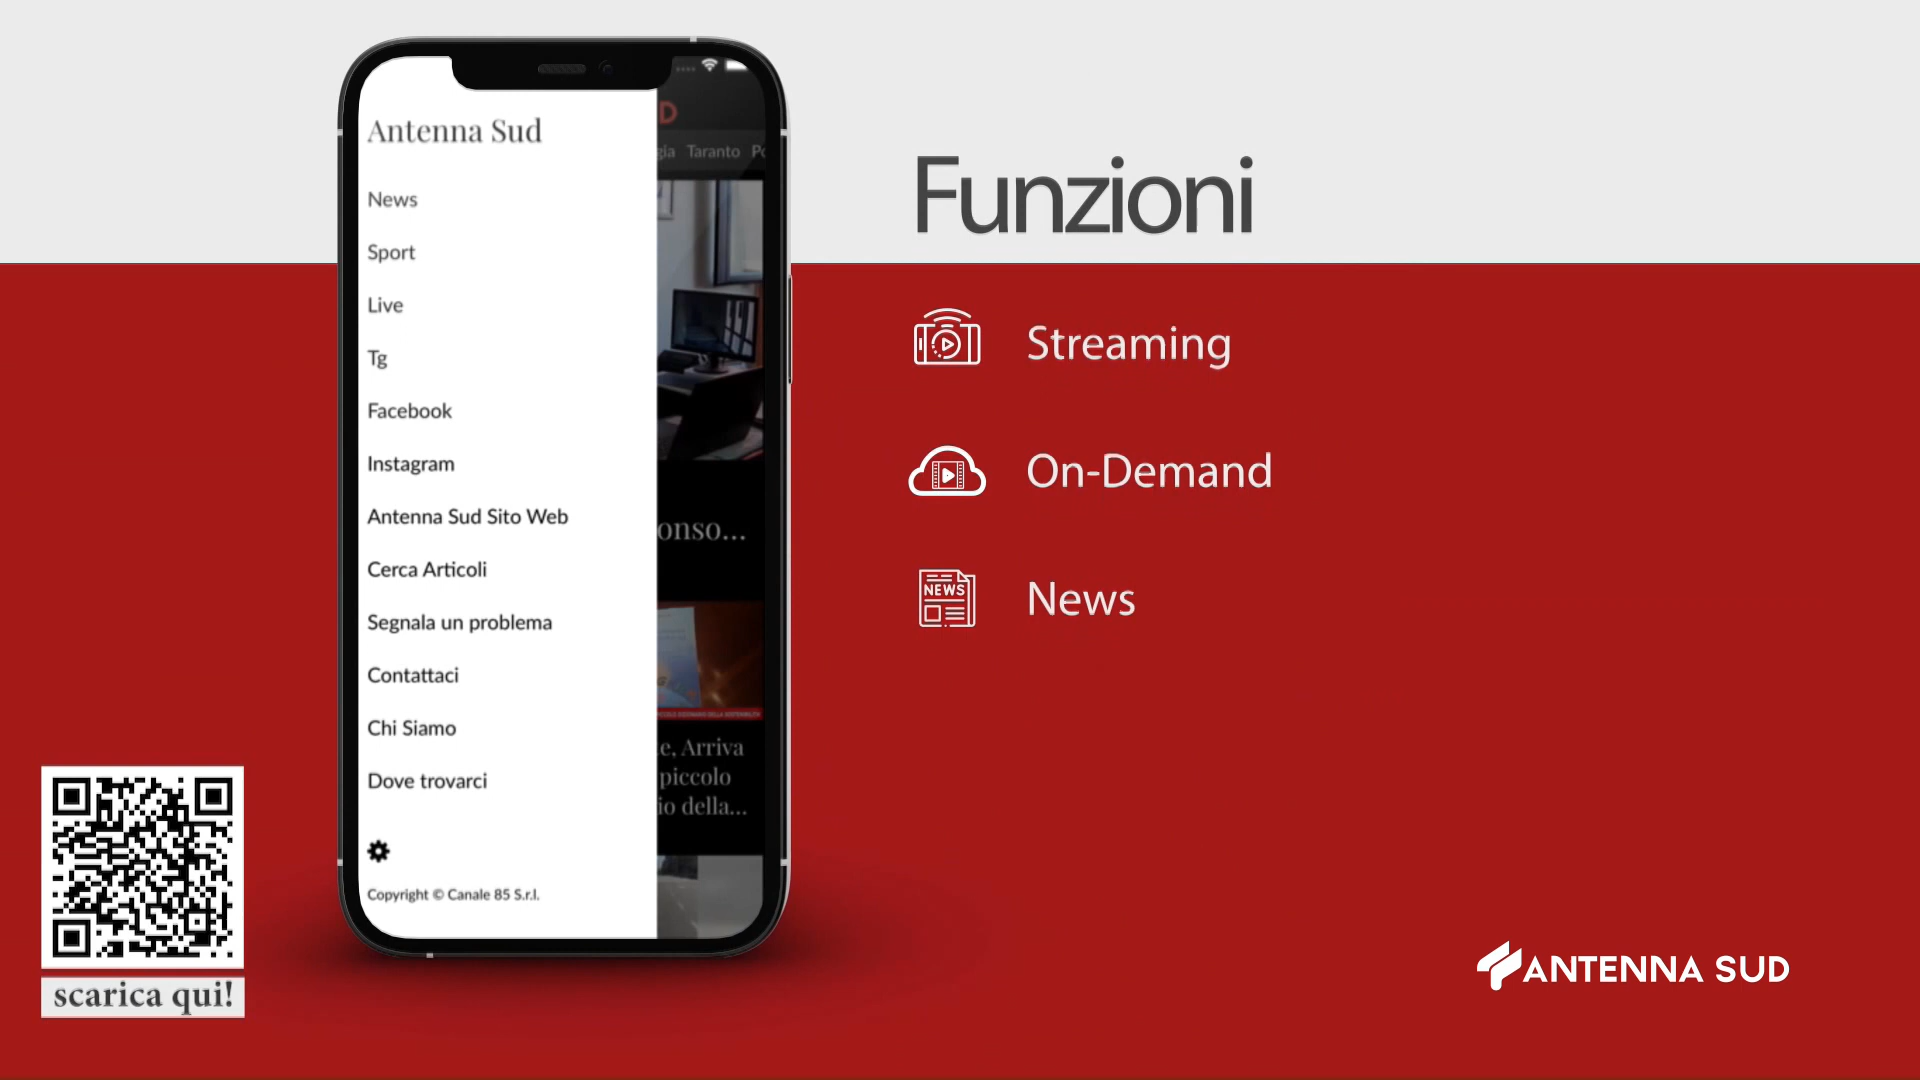 Antenna Sud
News
Sport
Live
Tg
Facebook
Instagram
Antenna Sud Sito Web
Cerca Articoli
Segnala un problema
Contattaci
Chi Siamo
Dove trovarci
Copyright © Canale 85 S.r.l.
D
gia Taranto Po
onso...
e, Arriva
piccolo
io della...
Funzioni
Streaming
On-Demand
NEWS
News
scarica qui!
ANTENNA SUD